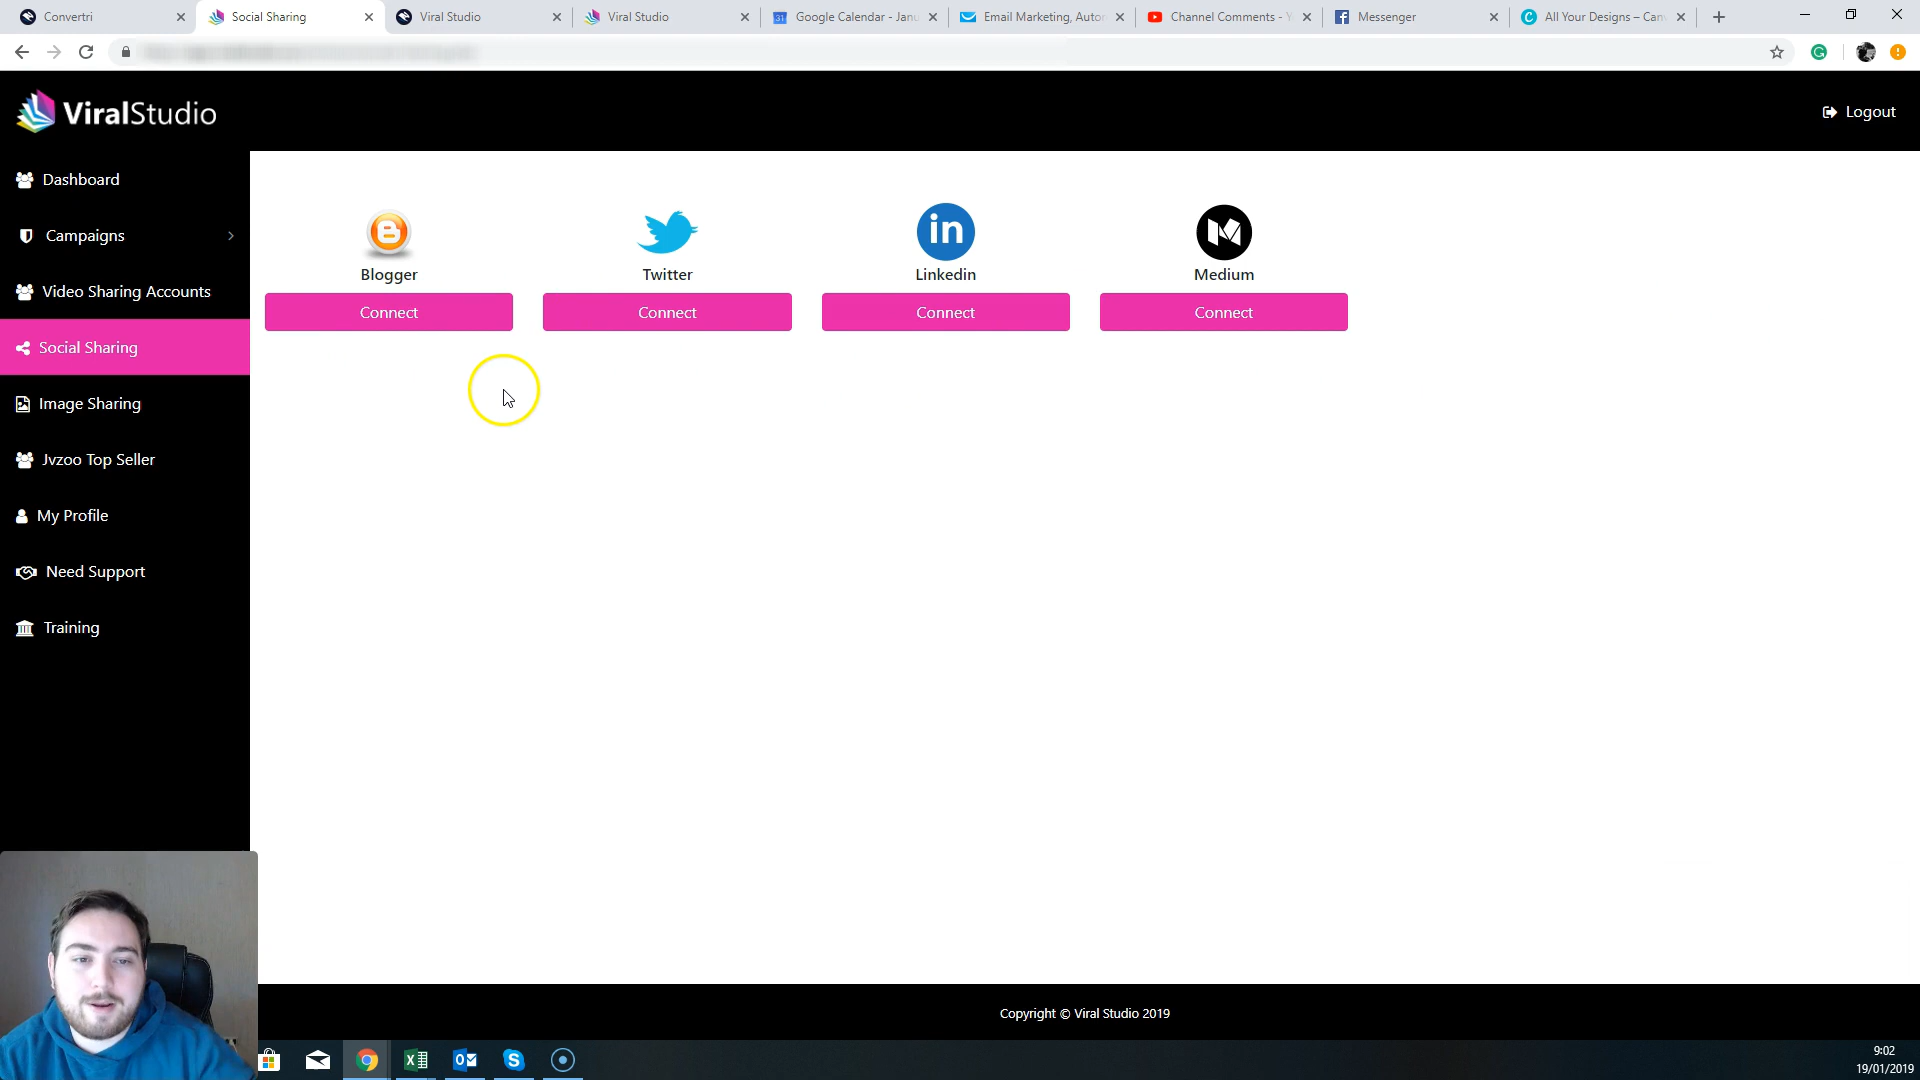 Convertri
Social Sharing
Viral Studio
Viral Studio
Google Calendar - Janu
Email Marketing, Autom
Channel Comments - Y
Messenger
All Your Designs – Can
ViralStudio
Logout
Dashboard
Campaigns
Video Sharing Accounts
Social Sharing
Image Sharing
Jvzoo Top Seller
My Profile
Need Support
Training
Blogger
Twitter
Linkedin
Medium
Connect
Connect
Connect
Connect
Copyright © Viral Studio 2019
9:02
19/01/2019